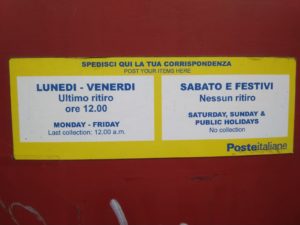 SPEDISCI QUI LA TUA CORRISPONDENZA
POST YOUR ITEMS HERE
LUNEDI - VENERDI
Ultimo ritiro
ore 12.00
MONDAY - FRIDAY
Last collection: 12.00 a.m.
SABATO E FESTIVI
Nessun ritiro
SATURDAY, SUNDAY &
PUBLIC HOLIDAYS
No collection
Posteitaliane